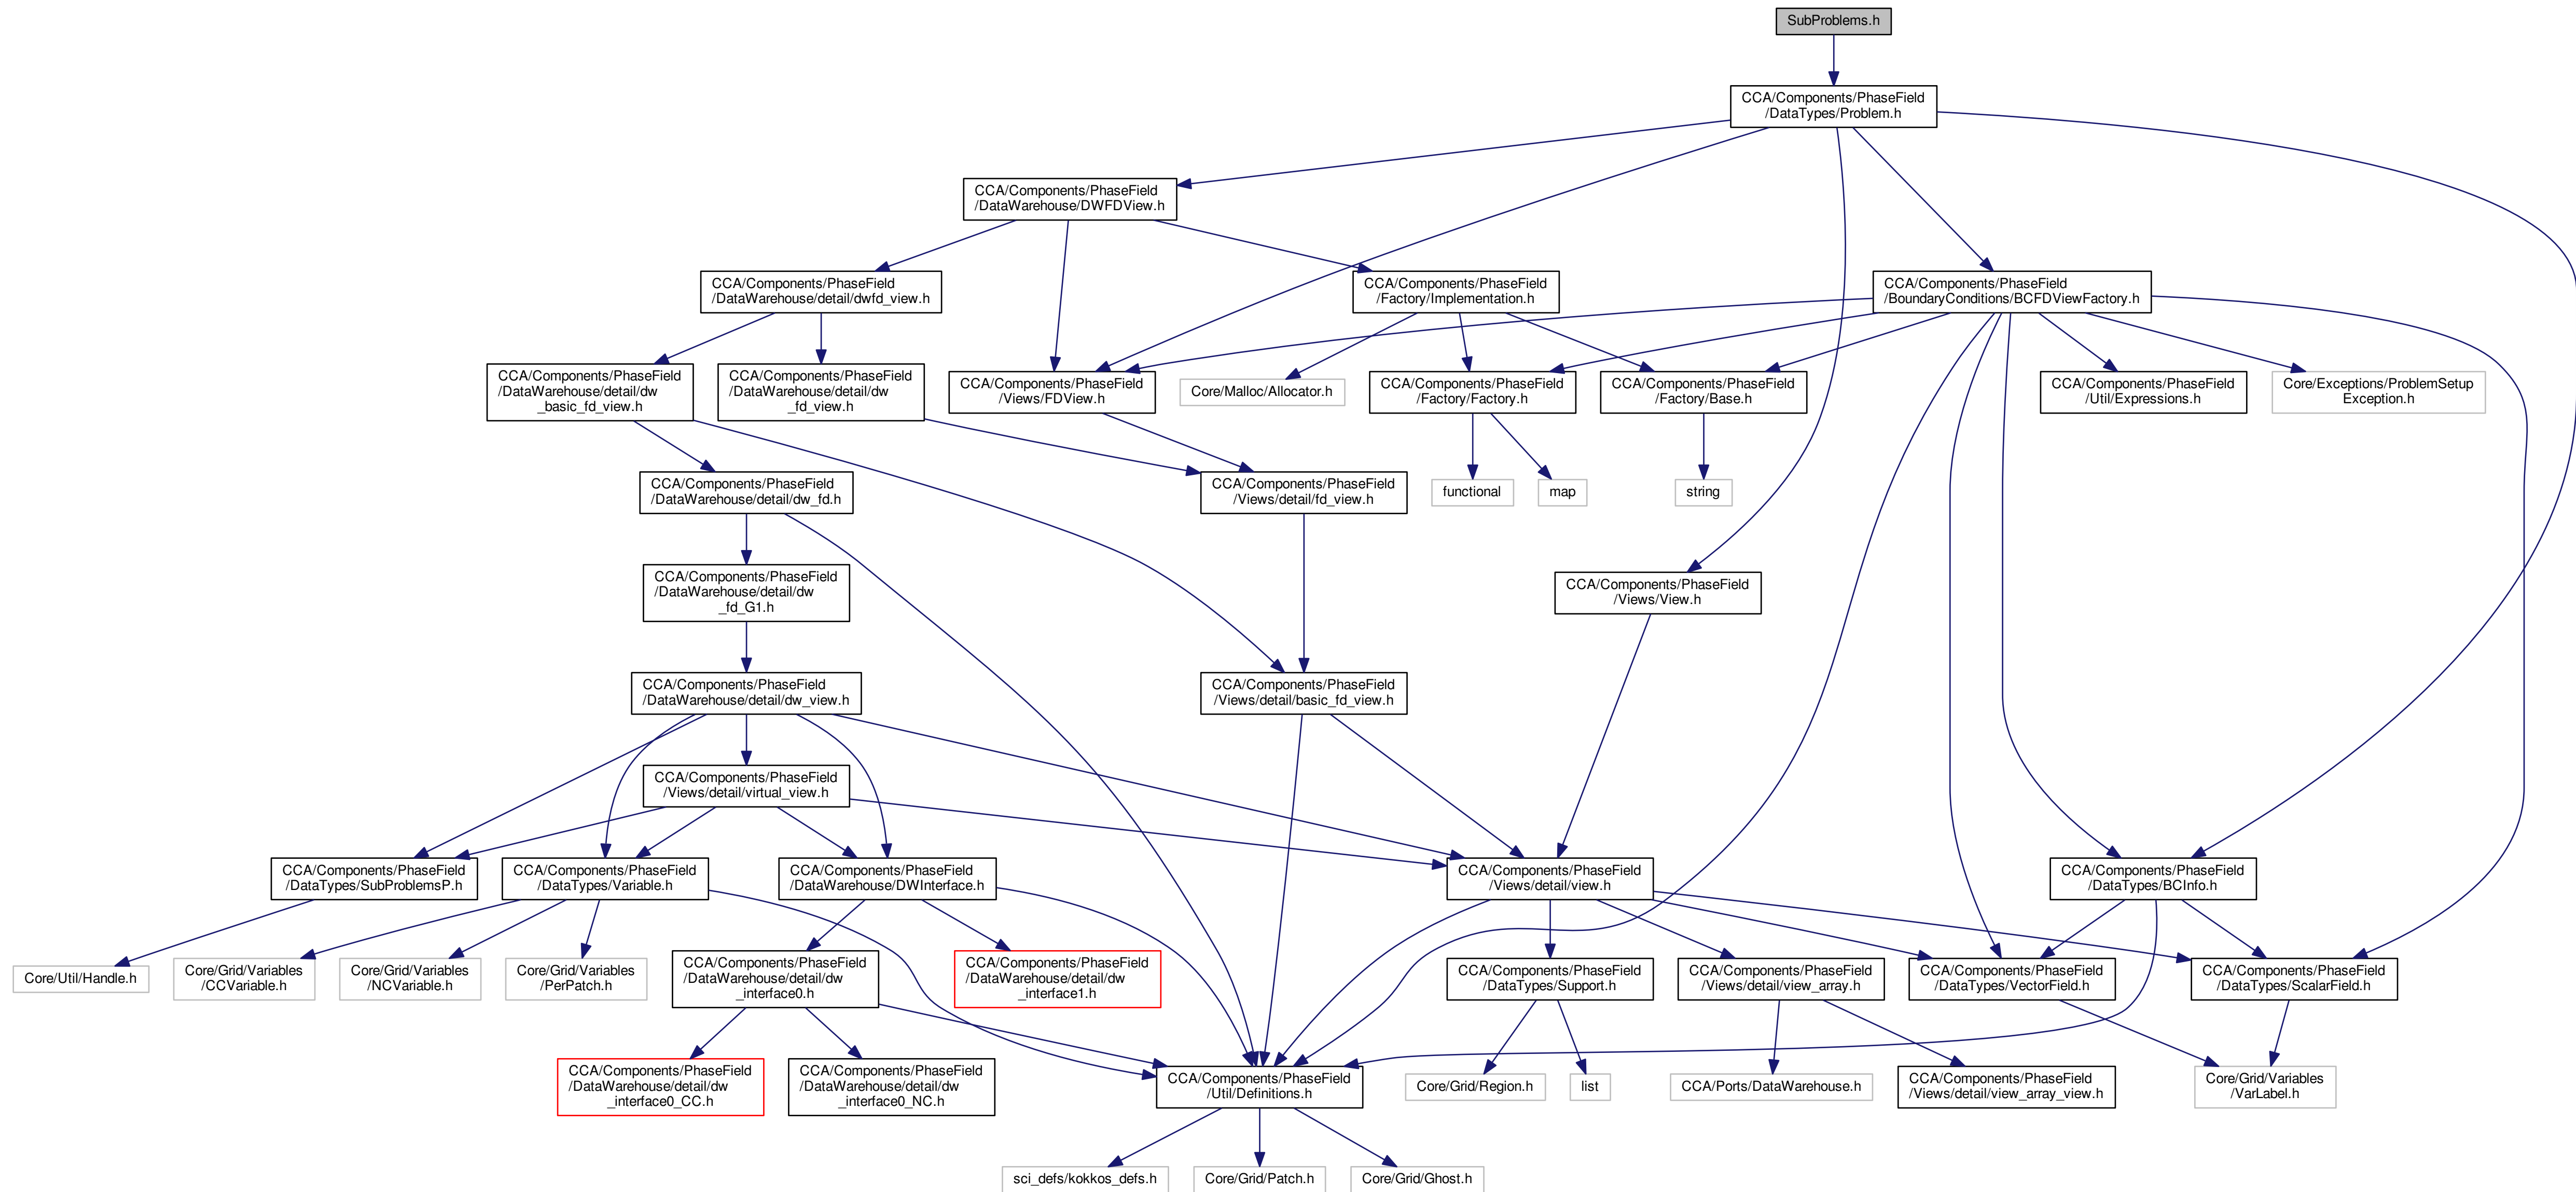 SubProblems.h
CCA/Components/PhaseField
/DataTypes/Problem.h
CCA/Components/PhaseField
/DataWarehouse/DWFDView.h
CCA/Components/PhaseField
/DataWarehouse/detail/dwfd_view.h
CCA/Components/PhaseField
/Factory/Implementation.h
CCA/Components/PhaseField
/BoundaryConditions/BCFDViewFactory.h
CCA/Components/PhaseField
/DataWarehouse/detail/dw
_basic_fd_view.h
CCA/Components/PhaseField
/DataWarehouse/detail/dw
_fd_view.h
CCA/Components/PhaseField
/Views/FDView.h
Core/Malloc/Allocator.h
CCA/Components/PhaseField
/Factory/Factory.h
CCA/Components/PhaseField
/Factory/Base.h
CCA/Components/PhaseField
/Util/Expressions.h
Core/Exceptions/ProblemSetup
Exception.h
CCA/Components/PhaseField
/DataWarehouse/detail/dw_fd.h
CCA/Components/PhaseField
/Views/detail/fd_view.h
functional
map
string
CCA/Components/PhaseField
/DataWarehouse/detail/dw
_fd_G1.h
CCA/Components/PhaseField
/Views/View.h
CCA/Components/PhaseField
/DataWarehouse/detail/dw_view.h
CCA/Components/PhaseField
/Views/detail/basic_fd_view.h
CCA/Components/PhaseField
/Views/detail/virtual_view.h
CCA/Components/PhaseField
/DataTypes/SubProblemsP.h
CCA/Components/PhaseField
/DataTypes/Variable.h
CCA/Components/PhaseField
/DataWarehouse/DWInterface.h
CCA/Components/PhaseField
/Views/detail/view.h
CCA/Components/PhaseField
/DataTypes/BCInfo.h
Core/Util/Handle.h
Core/Grid/Variables
/CCVariable.h
Core/Grid/Variables
/NCVariable.h
Core/Grid/Variables
/PerPatch.h
CCA/Components/PhaseField
/DataWarehouse/detail/dw
_interface0.h
CCA/Components/PhaseField
/DataWarehouse/detail/dw
_interface1.h
CCA/Components/PhaseField
/DataTypes/Support.h
CCA/Components/PhaseField
/Views/detail/view_array.h
CCA/Components/PhaseField
/DataTypes/VectorField.h
CCA/Components/PhaseField
/DataTypes/ScalarField.h
CCA/Components/PhaseField
/DataWarehouse/detail/dw
_interface0_CC.h
CCA/Components/PhaseField
/DataWarehouse/detail/dw
_interface0_NC.h
CCA/Components/PhaseField
/Util/Definitions.h
Core/Grid/Region.h
list
CCA/Ports/DataWarehouse.h
CCA/Components/PhaseField
/Views/detail/view_array_view.h
Core/Grid/Variables
/VarLabel.h
sci_defs/kokkos_defs.h
Core/Grid/Patch.h
Core/Grid/Ghost.h